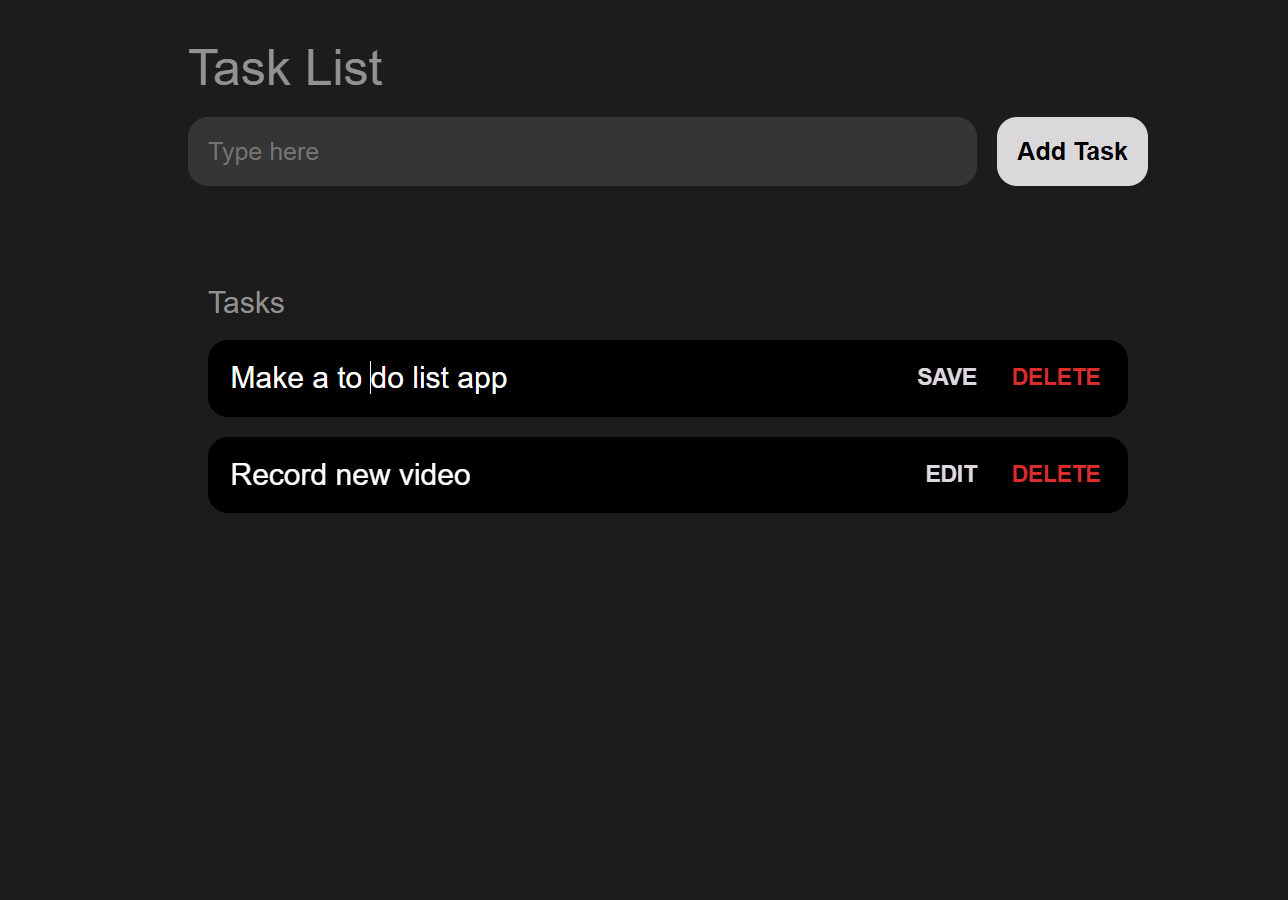 Task List
Type here
Add Task
Tasks
Make a to do list app
SAVE
DELETE
Record new video
EDIT
DELETE